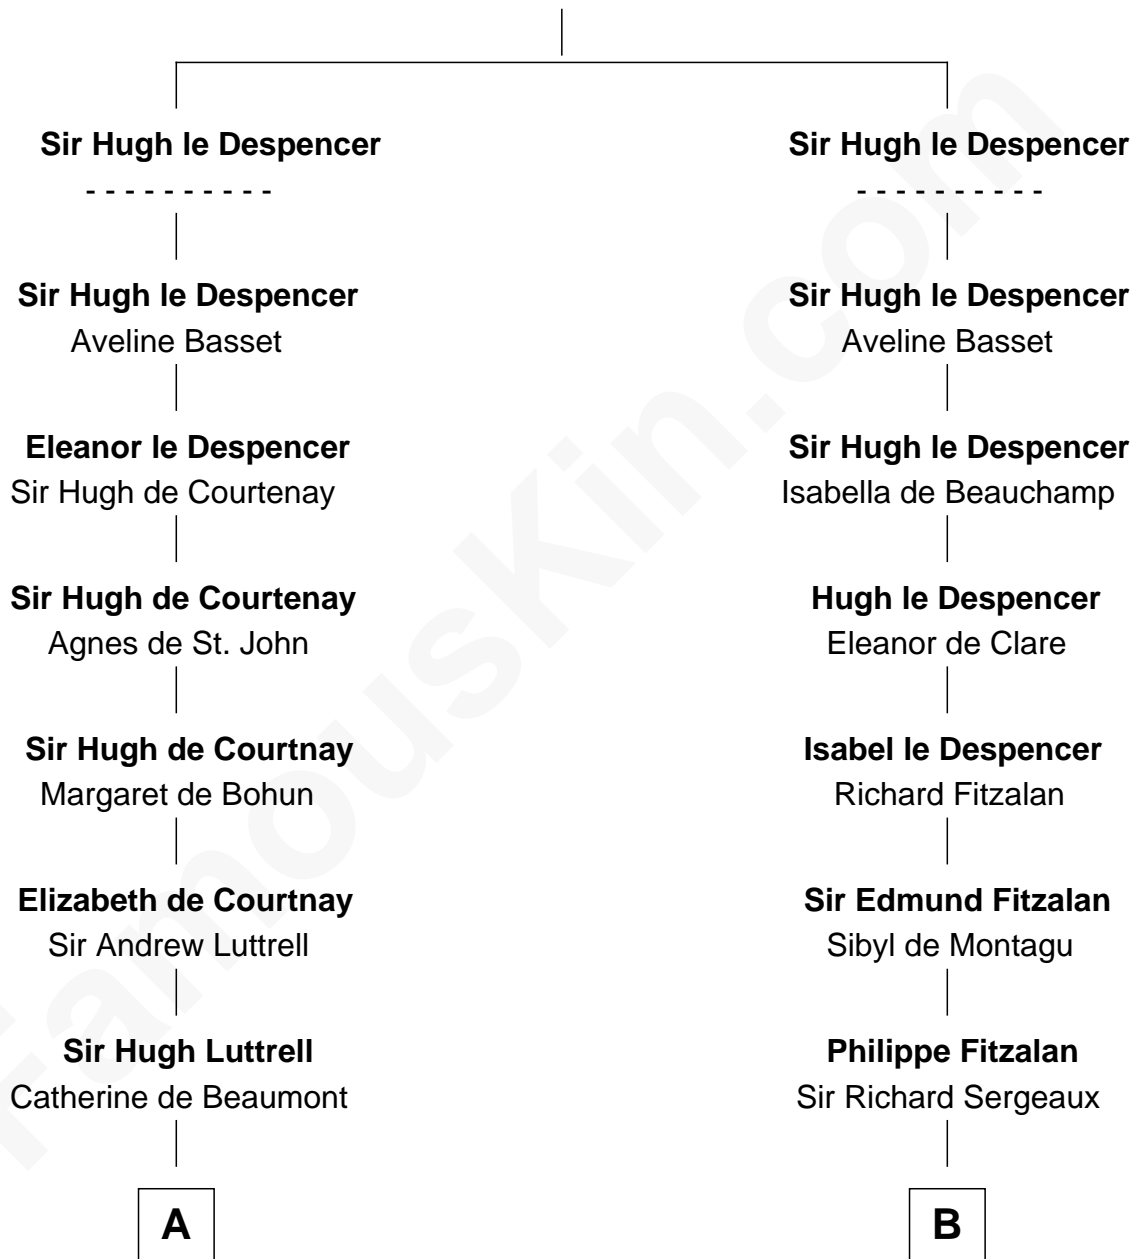 Sir Hugh le Despencer
- - - - - - - - - -
Sir Hugh le Despencer
Aveline Basset
Eleanor le Despencer
Sir Hugh de Courtenay
Sir Hugh de Courtenay
Agnes de St. John
Sir Hugh de Courtnay
Margaret de Bohun
Elizabeth de Courtnay
Sir Andrew Luttrell
Sir Hugh Luttrell
Catherine de Beaumont
A
Sir Hugh le Despencer
- - - - - - - - - -
Sir Hugh le Despencer
Aveline Basset
Sir Hugh le Despencer
Isabella de Beauchamp
Hugh le Despencer
Eleanor de Clare
Isabel le Despencer
Richard Fitzalan
Sir Edmund Fitzalan
Sibyl de Montagu
Philippe Fitzalan
Sir Richard Sergeaux
B
FamousKin.com